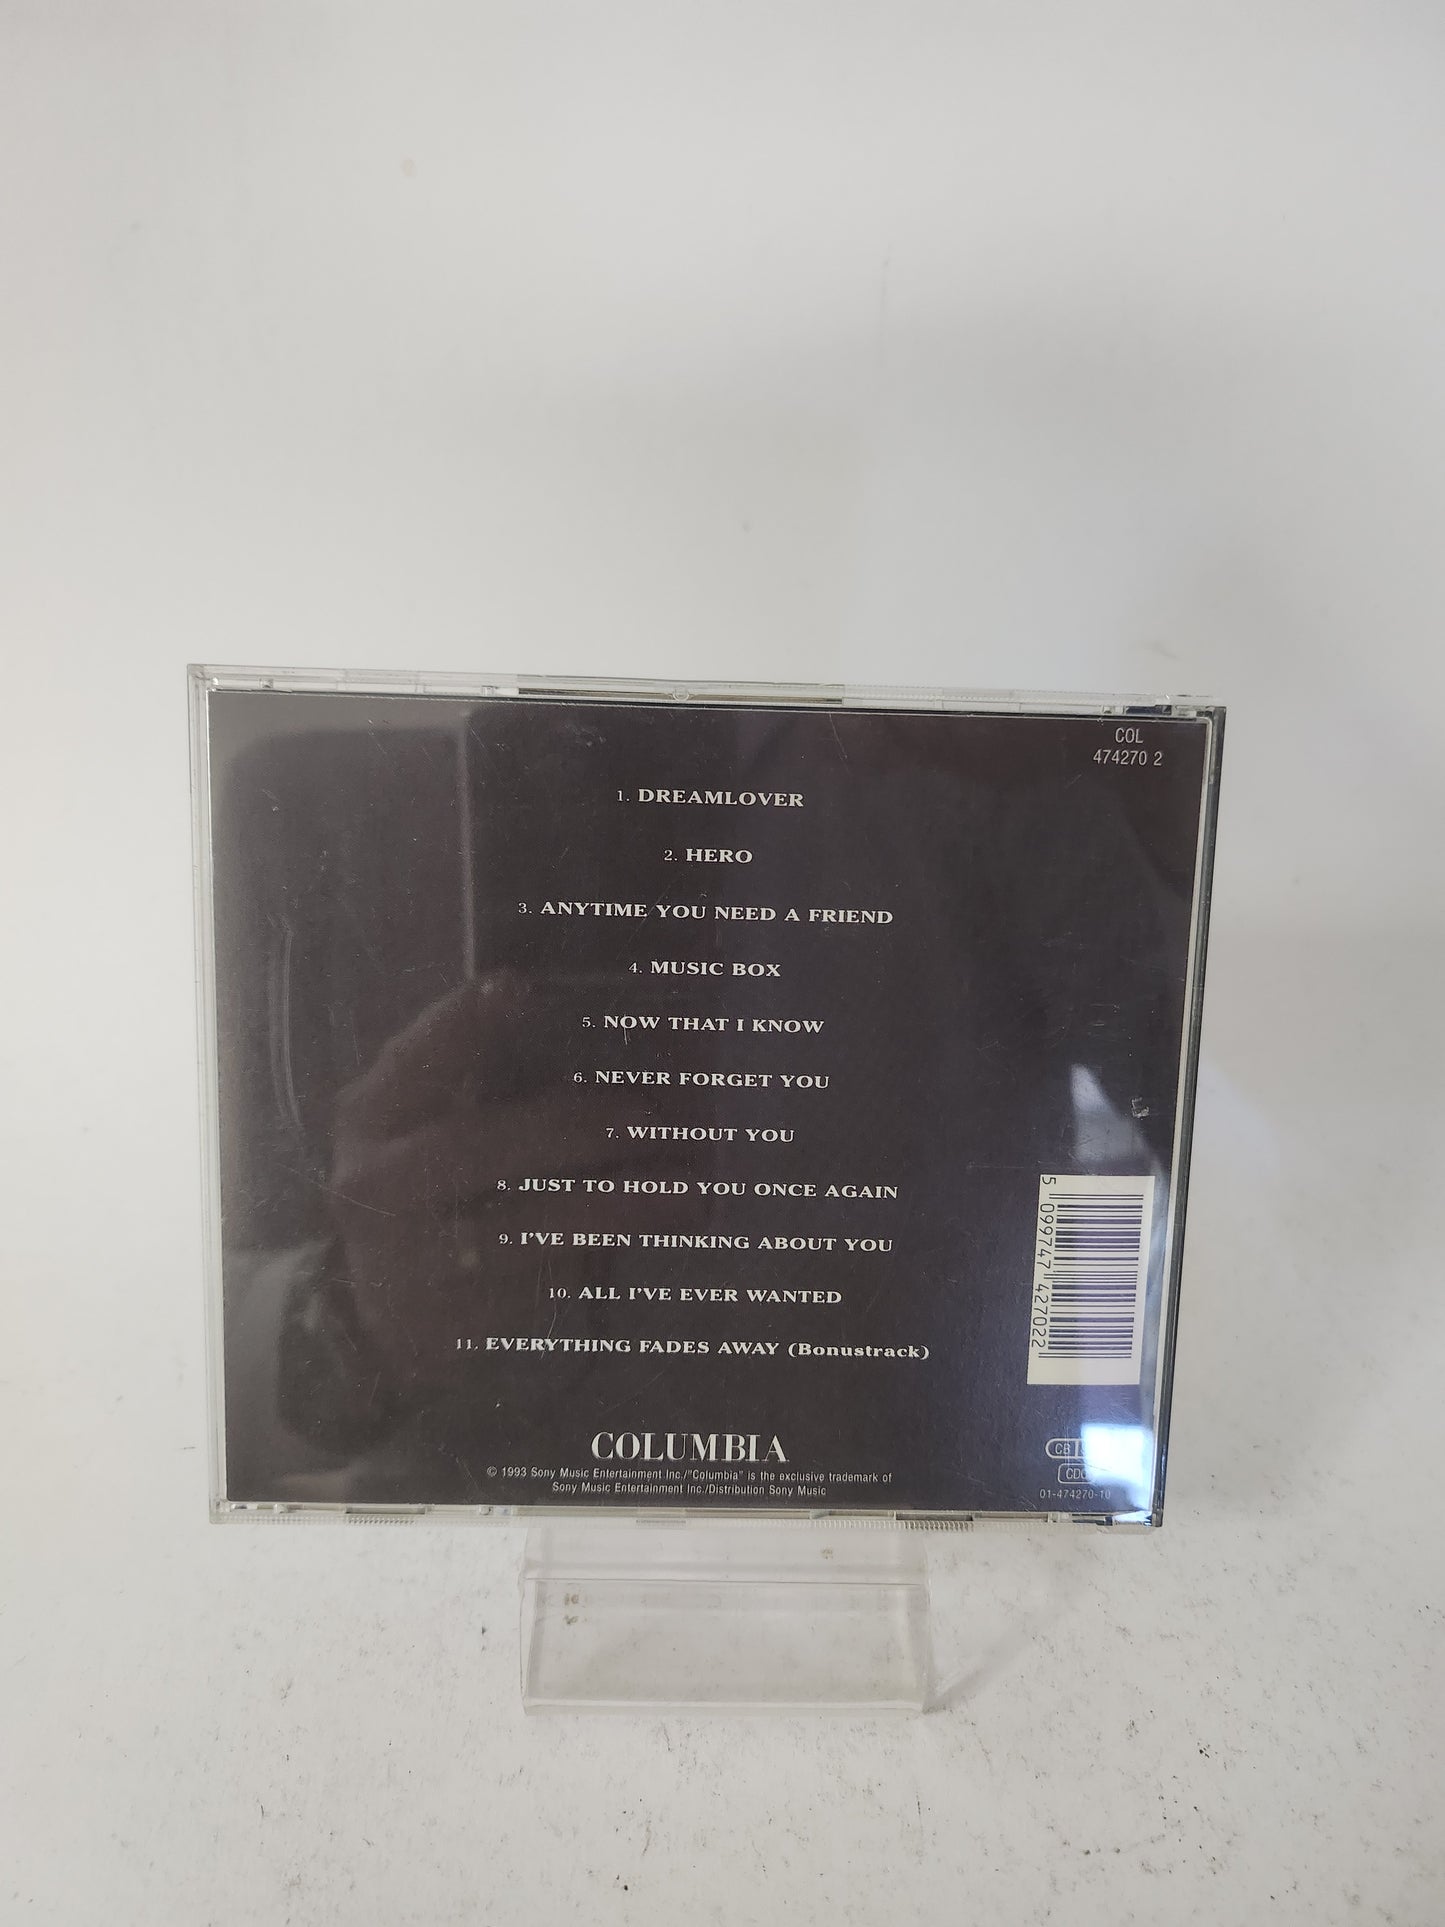 COL
474270 2
1. DREAMLOVER
2. HERO
3. ANYTIME YOU NEED A FRIEND
4. MUSIC BOX
5. NOW THAT I KNOW
6. NEVER FORGET YOU
7. WITHOUT YOU
8. JUST TO HOLD YOU ONCE AGAIN
9. I'VE BEEN THINKING ABOUT YOU
10. ALL I'VE EVER WANTED
11. EVERYTHING FADES AWAY (Bonustrack)
5 099747 427022
COLUMBIA
© 1993 Sony Music Entertainment Inc./"Columbia" is the exclusive trademark of
Sony Music Entertainment Inc./Distribution Sony Music
CB
01-474270-10